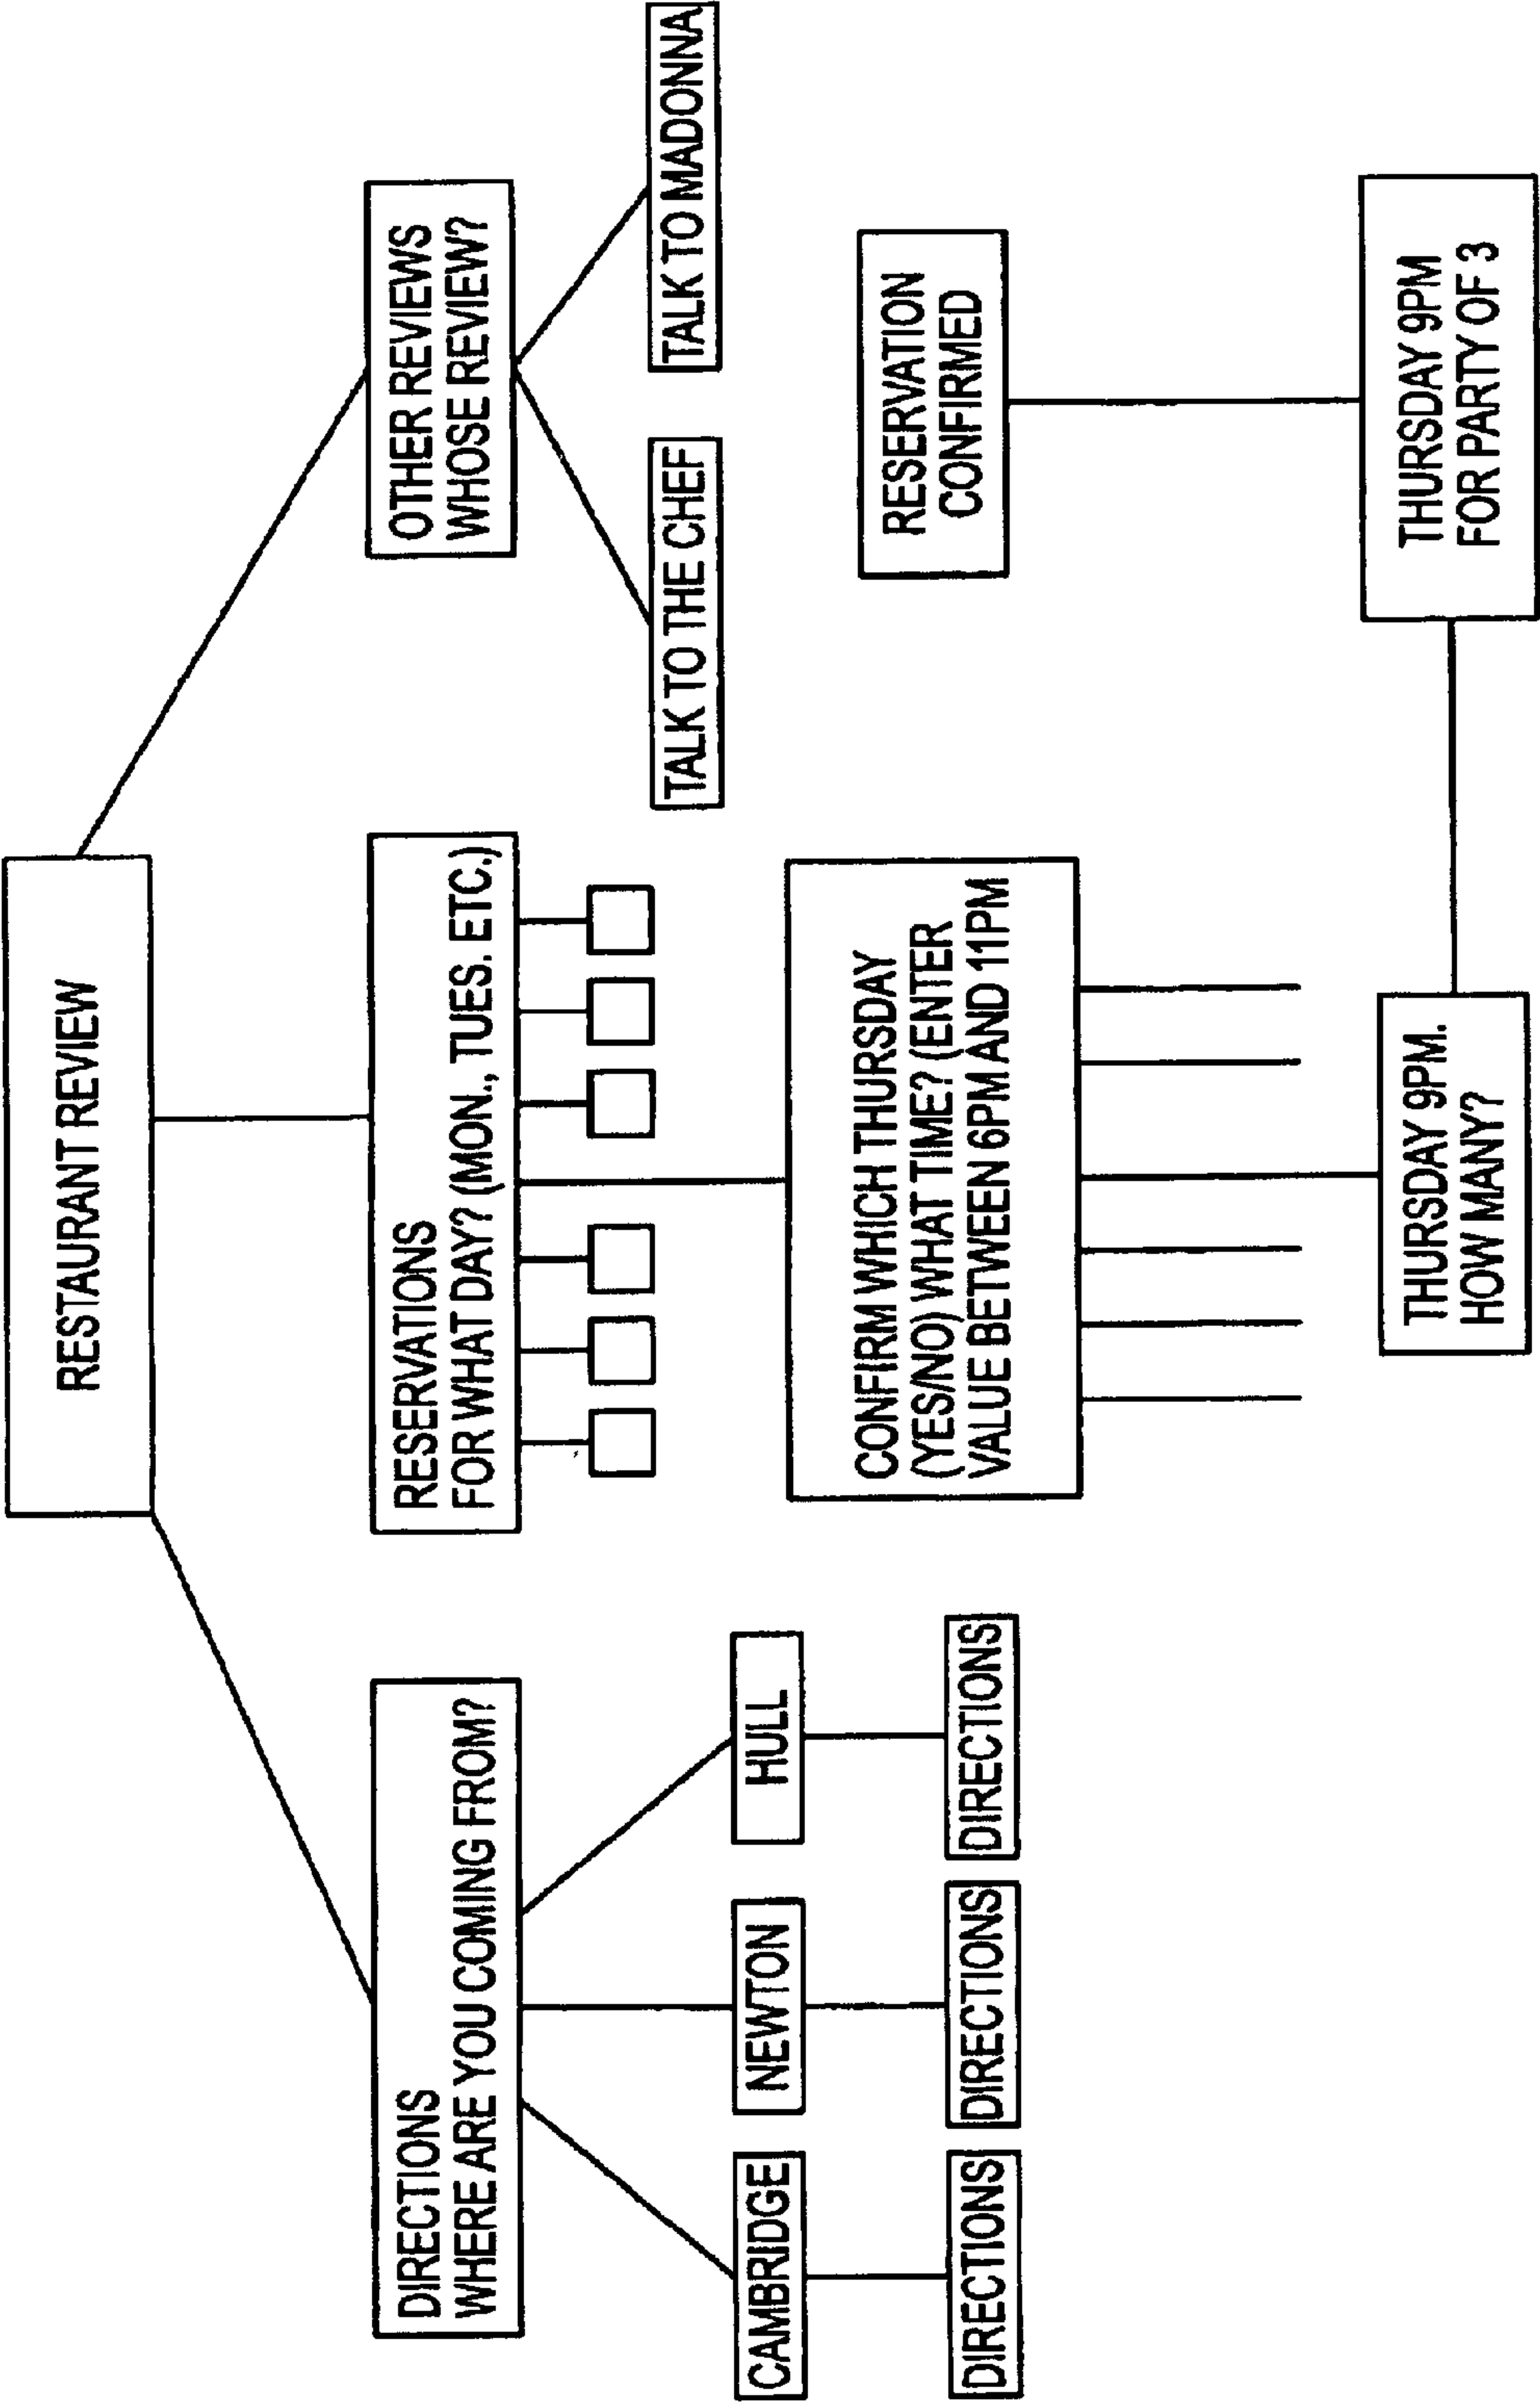 RESTAURANT REVIEW
DIRECTIONS
WHERE ARE YOU COMING FROM?
CAMBRIDGE
NEWTON
HULL
DIRECTIONS
DIRECTIONS
DIRECTIONS
RESERVATIONS
FOR WHAT DAY? (MON., TUES. ETC.)
CONFIRM WHICH THURSDAY
(YES/NO) WHAT TIME? (ENTER
VALUE BETWEEN 6PM AND 11PM
THURSDAY 9PM.
HOW MANY?
THURSDAY 9PM
FOR PARTY OF 3
RESERVATION
CONFIRMED
OTHER REVIEWS
WHOSE REVIEW?
TALK TO THE CHEF
TALK TO MADONNA